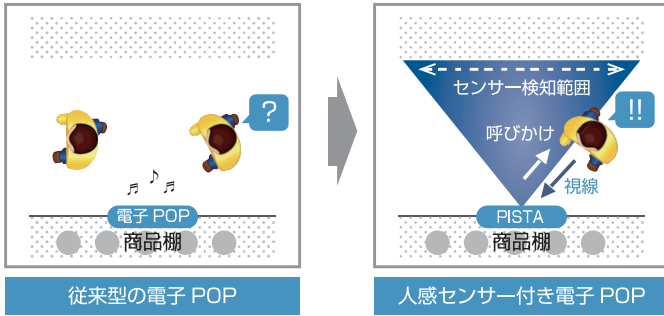 ?
電子 POP
商品棚
従来型の電子 POP
センサー検知範囲
!!
呼びかけ
視線
PISTA
商品棚
人感センサー付き電子 POP